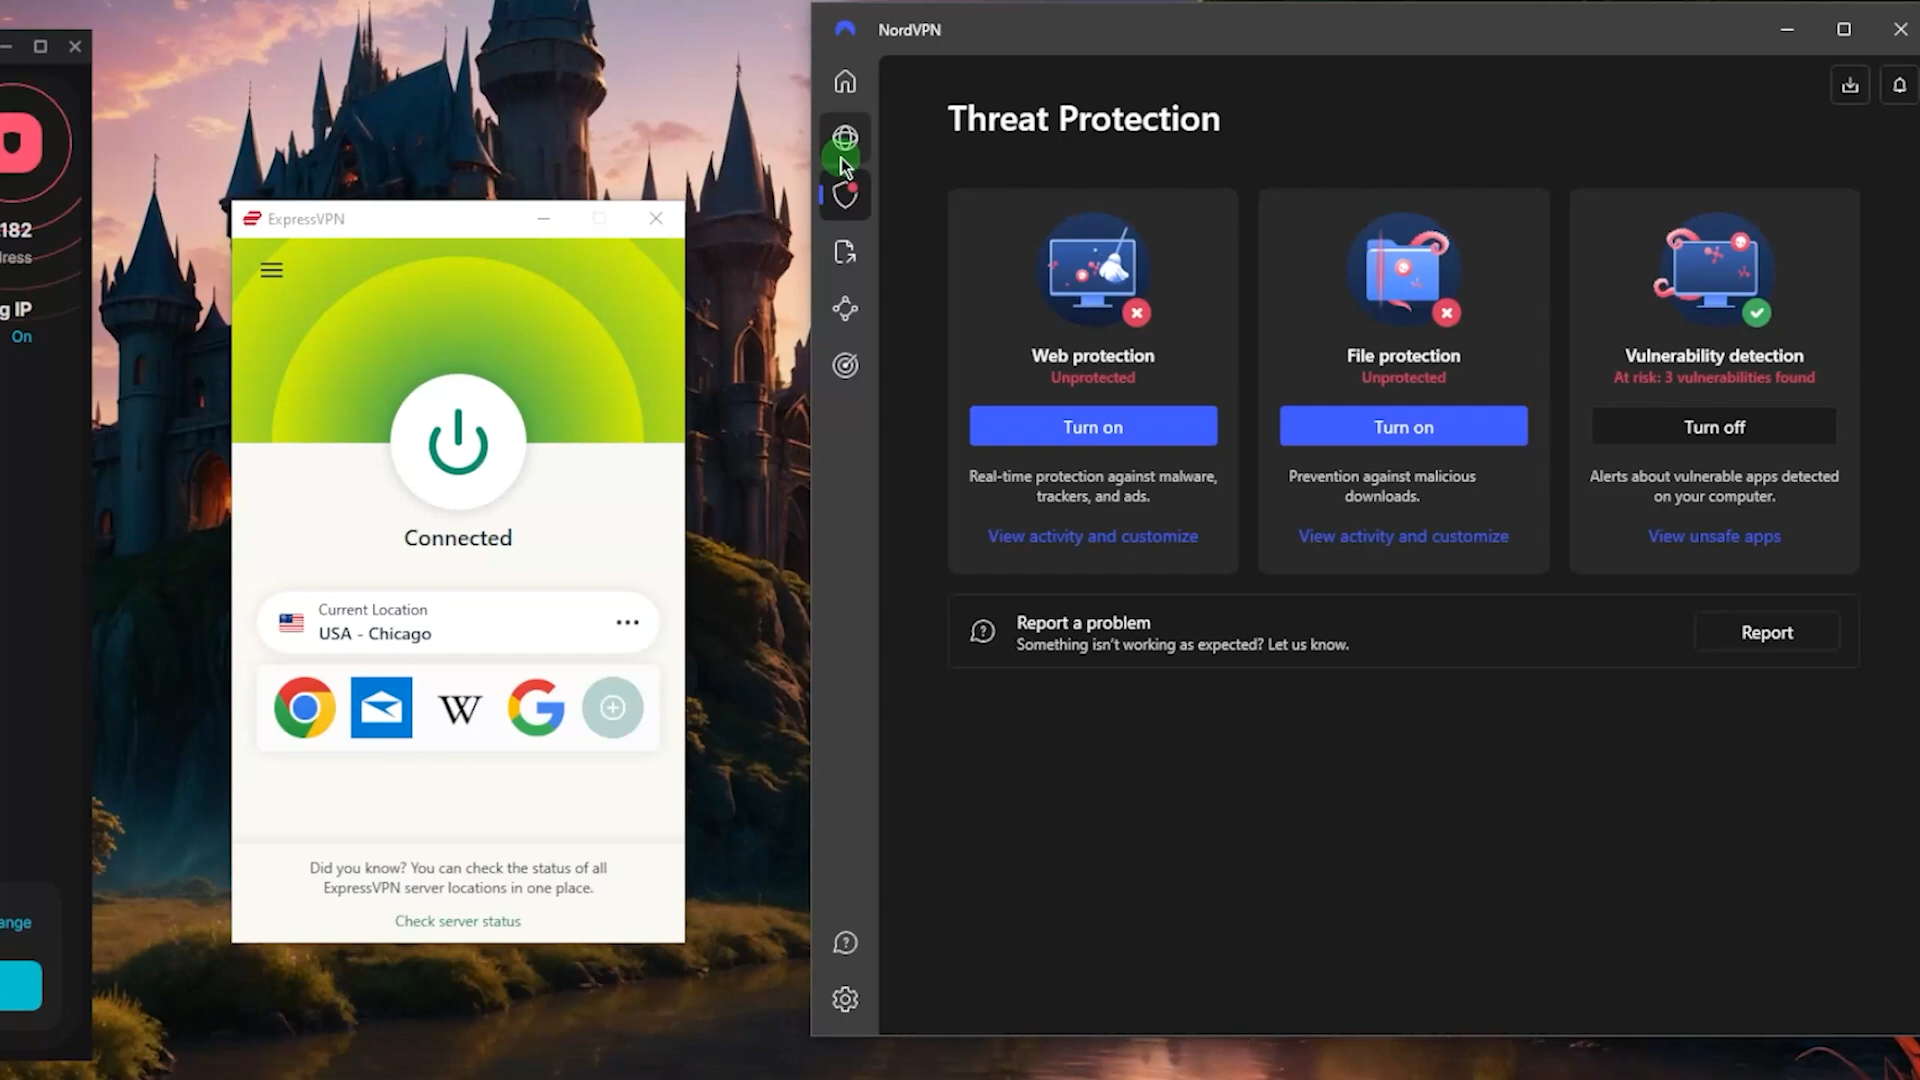 182
ress
g IP
On
ange
ExpressVPN
Connected
Current Location
USA - Chicago
W
G
Did you know? You can check the status of all
ExpressVPN server locations in one place.
Check server status
NordVPN
Threat Protection
Web protection
Unprotected
Turn on
Real-time protection against malware,
trackers, and ads.
View activity and customize
File protection
Unprotected
Turn on
Prevention against malicious
downloads.
View activity and customize
Vulnerability detection
At risk: 3 vulnerabilities found
Turn off
Alerts about vulnerable apps detected
on your computer.
View unsafe apps
Report a problem
Something isn't working as expected? Let us know.
Report